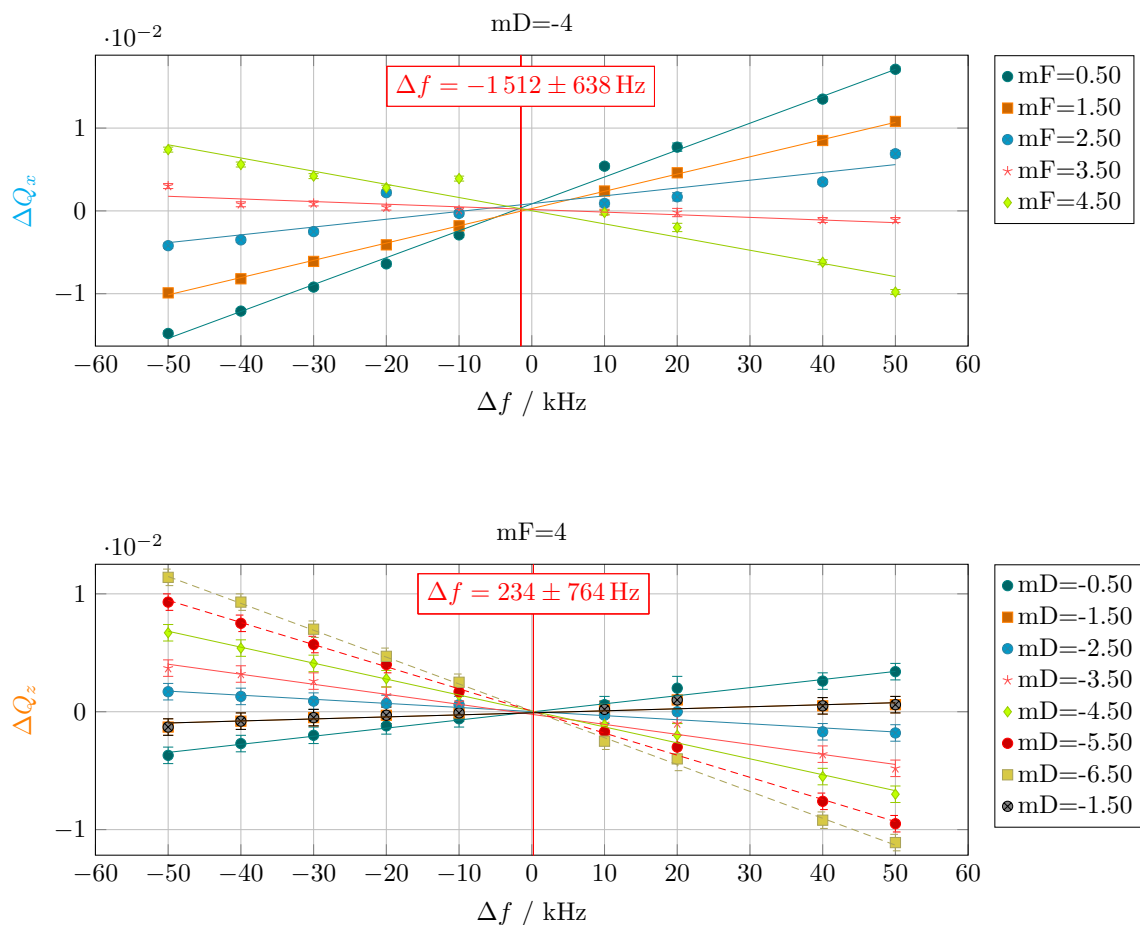 mD=-4
·10⁻²
Δf = −1 512 ± 638 Hz
1
0
−1
ΔQₓ
−60 −50 −40 −30 −20 −10 0 10 20 30 40 50 60
Δf / kHz
mF=0.50
mF=1.50
mF=2.50
mF=3.50
mF=4.50
mF=4
·10⁻²
Δf = 234 ± 764 Hz
1
0
−1
ΔQ_z
−60 −50 −40 −30 −20 −10 0 10 20 30 40 50 60
Δf / kHz
mD=-0.50
mD=-1.50
mD=-2.50
mD=-3.50
mD=-4.50
mD=-5.50
mD=-6.50
mD=-1.50